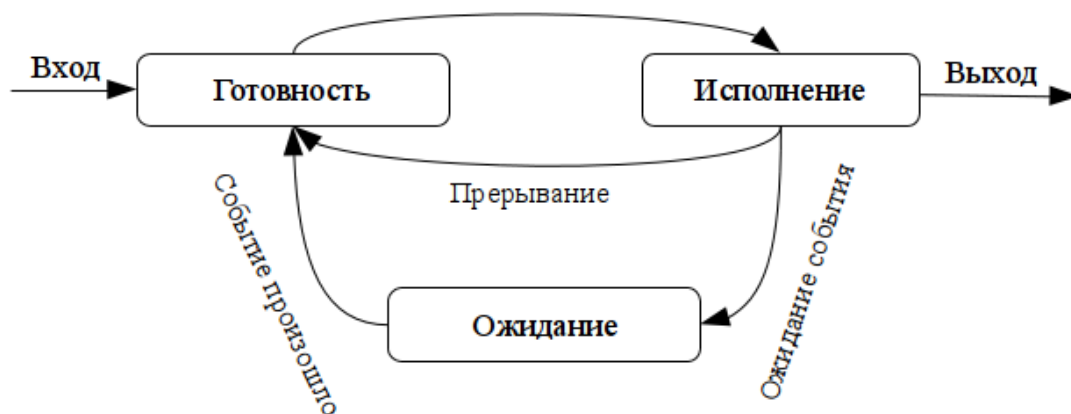 Вход
Готовность
Исполнение
Выход
Прерывание
Событие произошло
Ожидание события
Ожидание